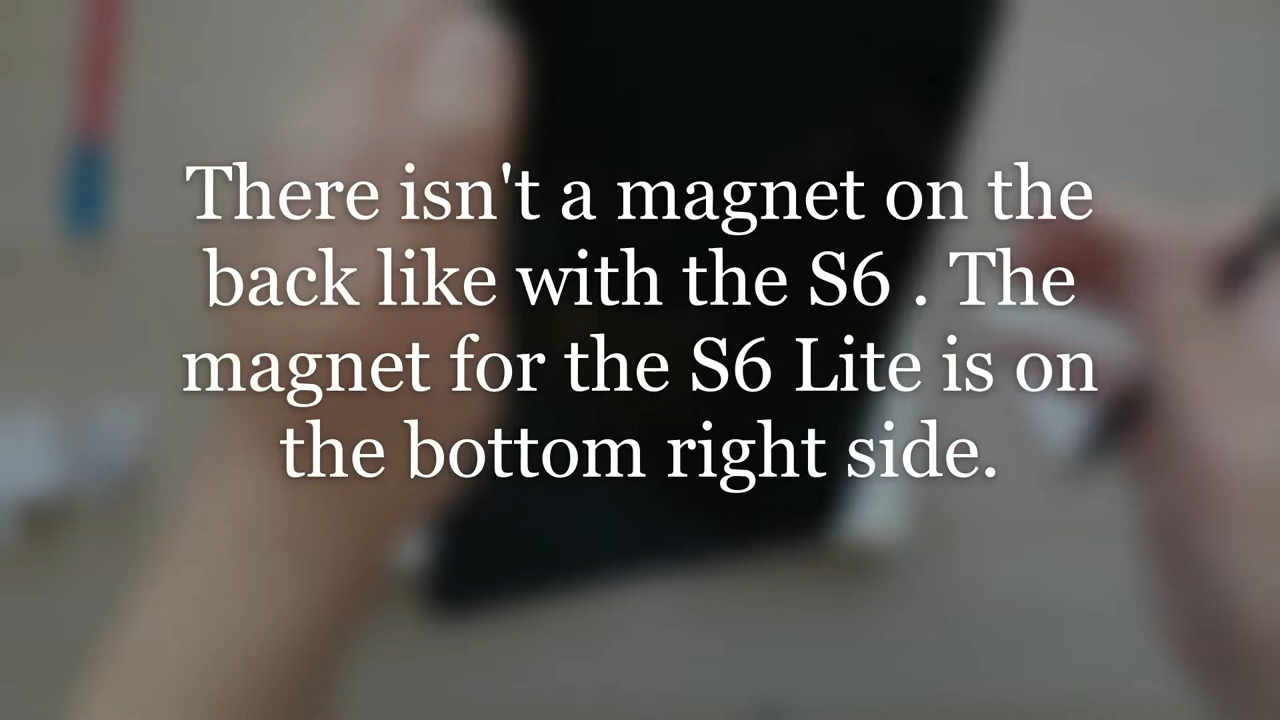 There isn't a magnet on the
back like with the S6 . The
magnet for the S6 Lite is on
the bottom right side.